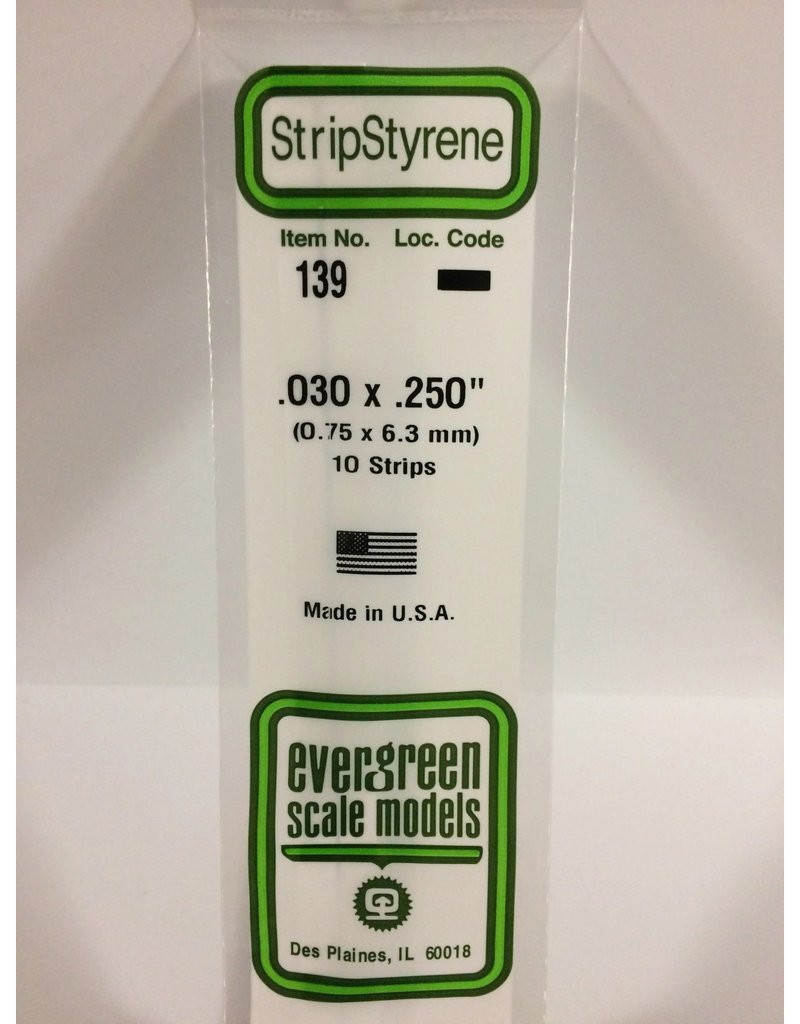 StripStyrene
Item No. Loc. Code
139
.030 x .250"
(0.75 x 6.3 mm)
10 Strips
Made in U.S.A.
evergreen
scale models
Des Plaines, IL 60018